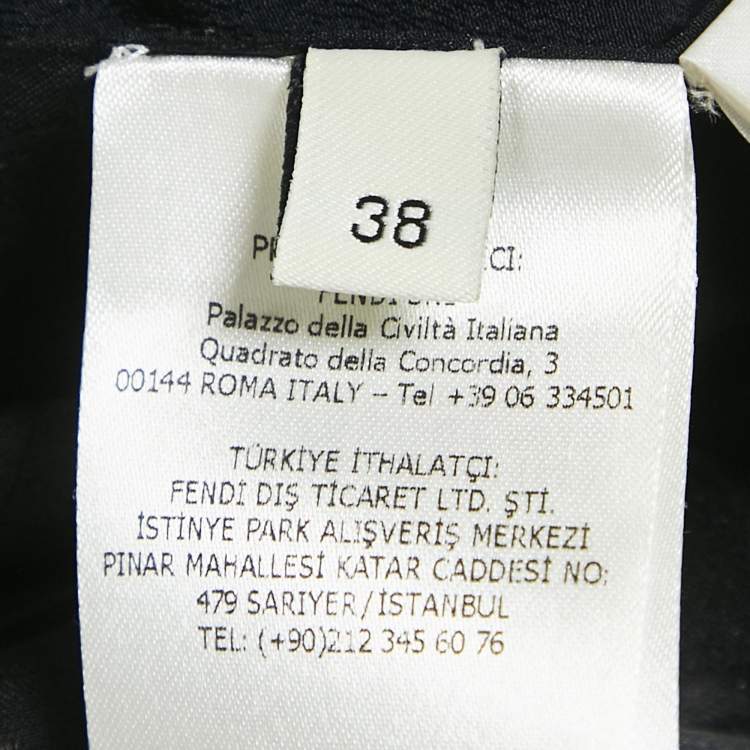 38
CI:
Palazzo della Civiltà Italiana
Quadrato della Concordia, 3
00144 ROMA ITALY – Tel +39 06 334501
TÜRKİYE İTHALATÇI:
FENDİ DIŞ TİCARET LTD. ŞTİ.
İSTİNYE PARK ALIŞVERİŞ MERKEZİ
PINAR MAHALLESİ KATAR CADDESİ NO:
479 SARIYER/İSTANBUL
TEL: (+90)212 345 60 76